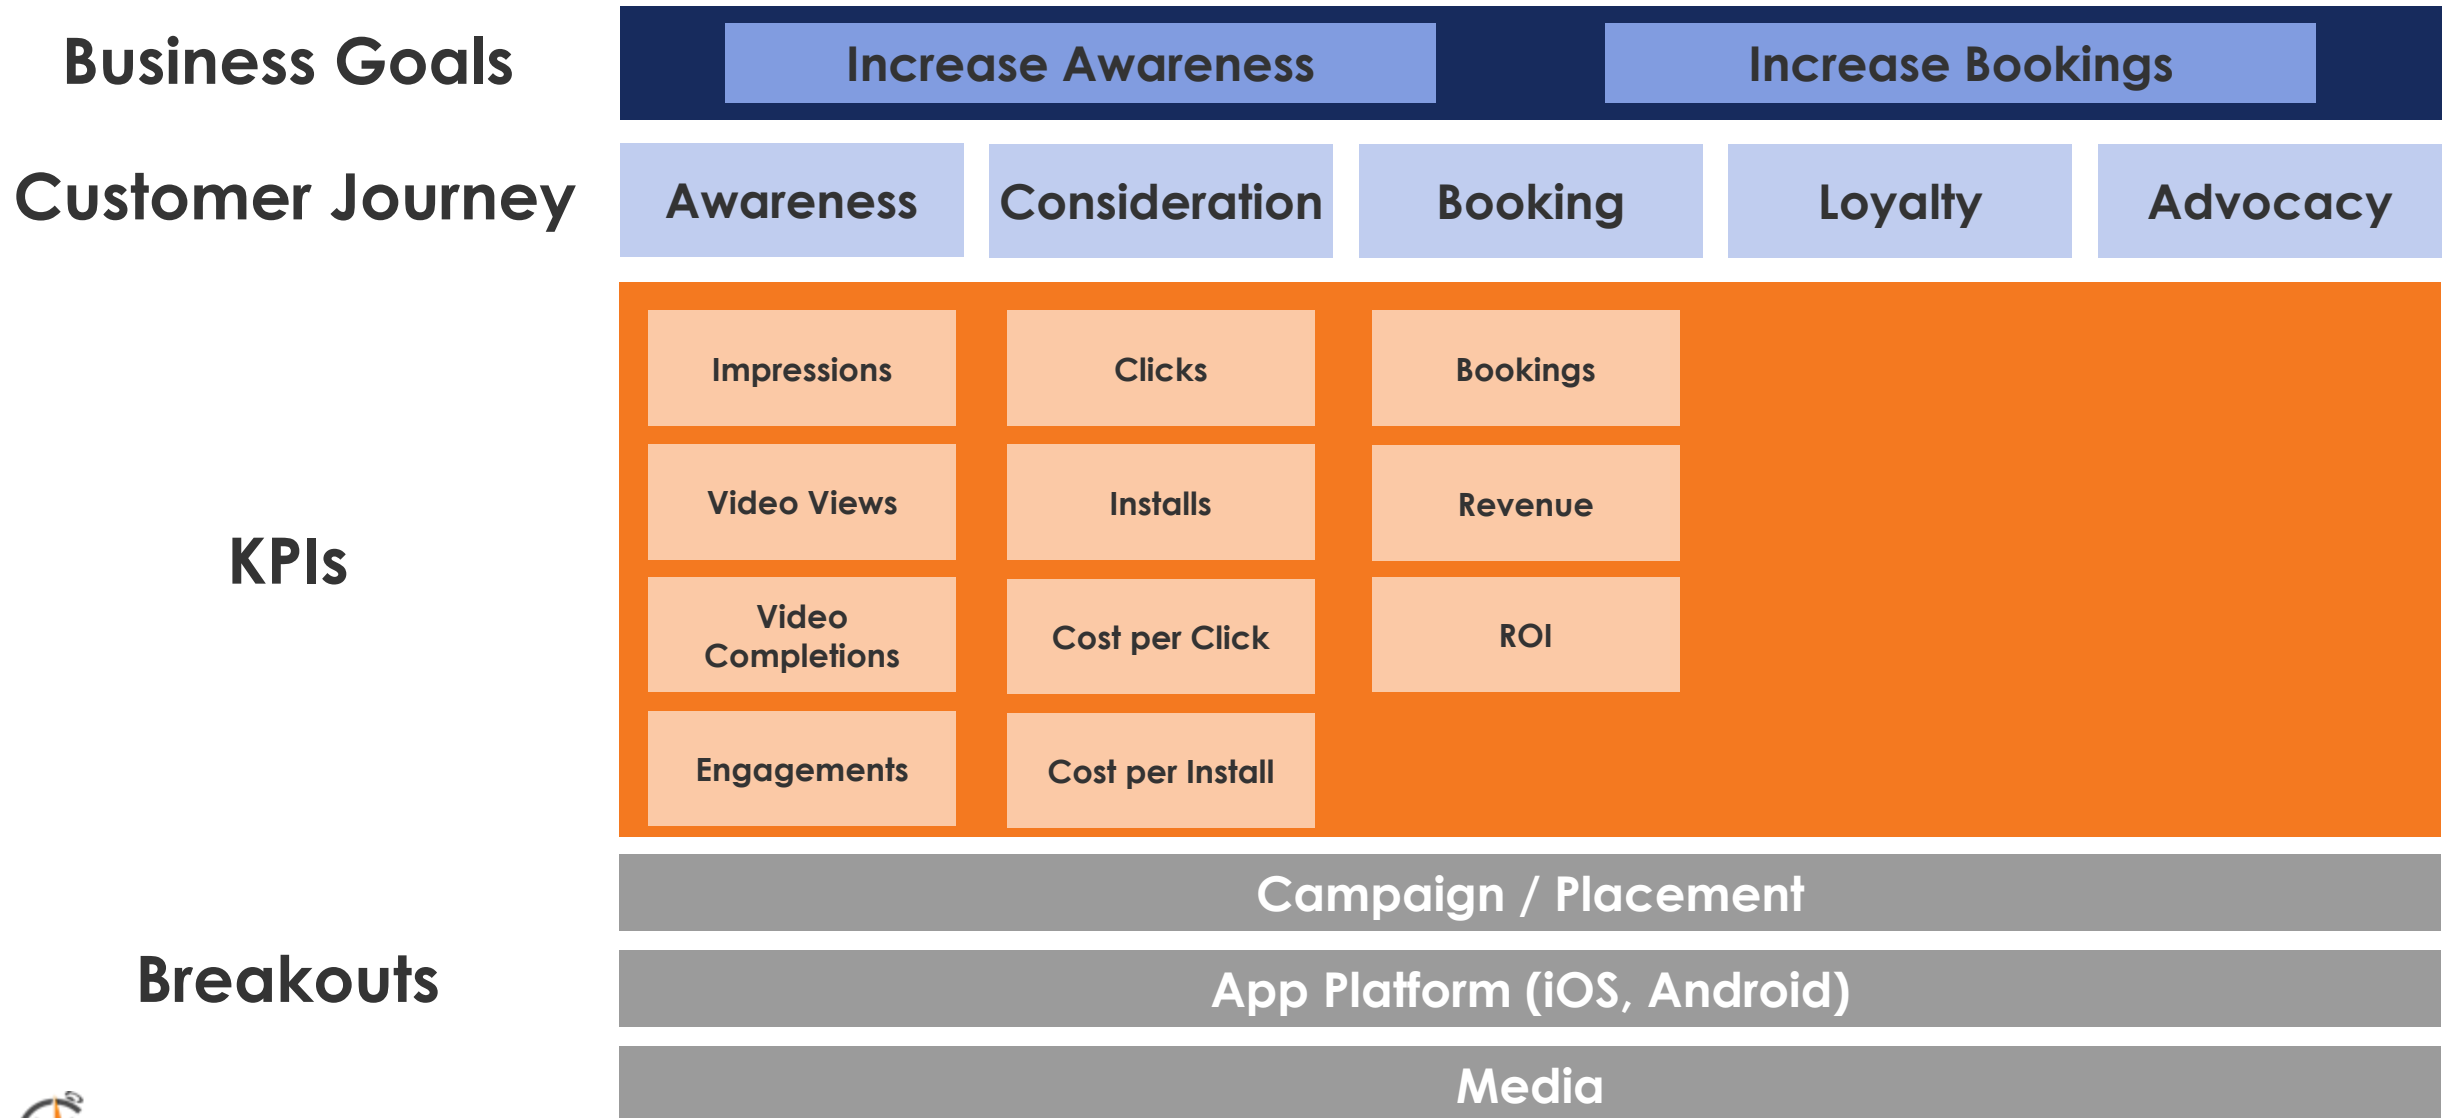 Business Goals
Increase Awareness
Increase Bookings
Customer Journey
Awareness
Consideration
Booking
Loyalty
Advocacy
KPIs
Impressions
Clicks
Bookings
Video Views
Installs
Revenue
Video
Completions
Cost per Click
ROI
Engagements
Cost per Install
Breakouts
Campaign / Placement
App Platform (iOS, Android)
Media